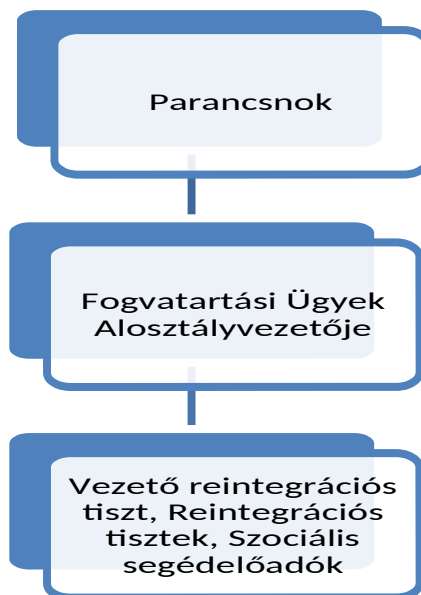 Parancsnok
Fogvatartási Ügyek
Alosztályvezetője
Vezető reintegrációs
tiszt, Reintegrációs
tisztek, Szociális
segédelőadók